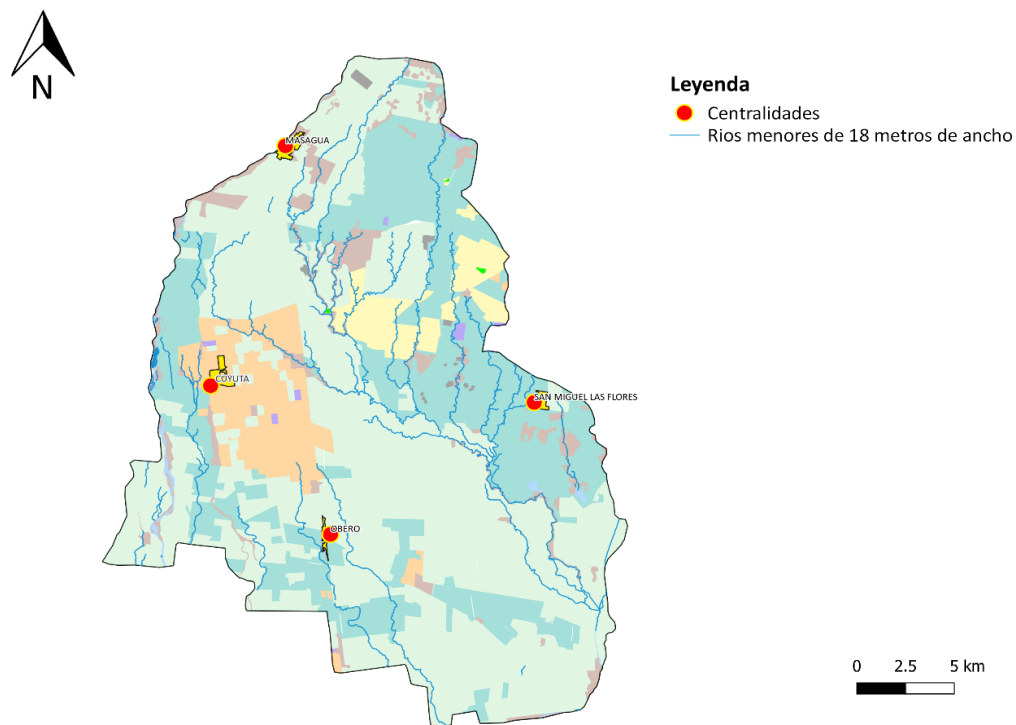 N
Leyenda
Centralidades
Rios menores de 18 metros de ancho
MASAGUA
CUYUTA
SAN MIGUEL LAS FLORES
OBERO
0 2.5 5 km